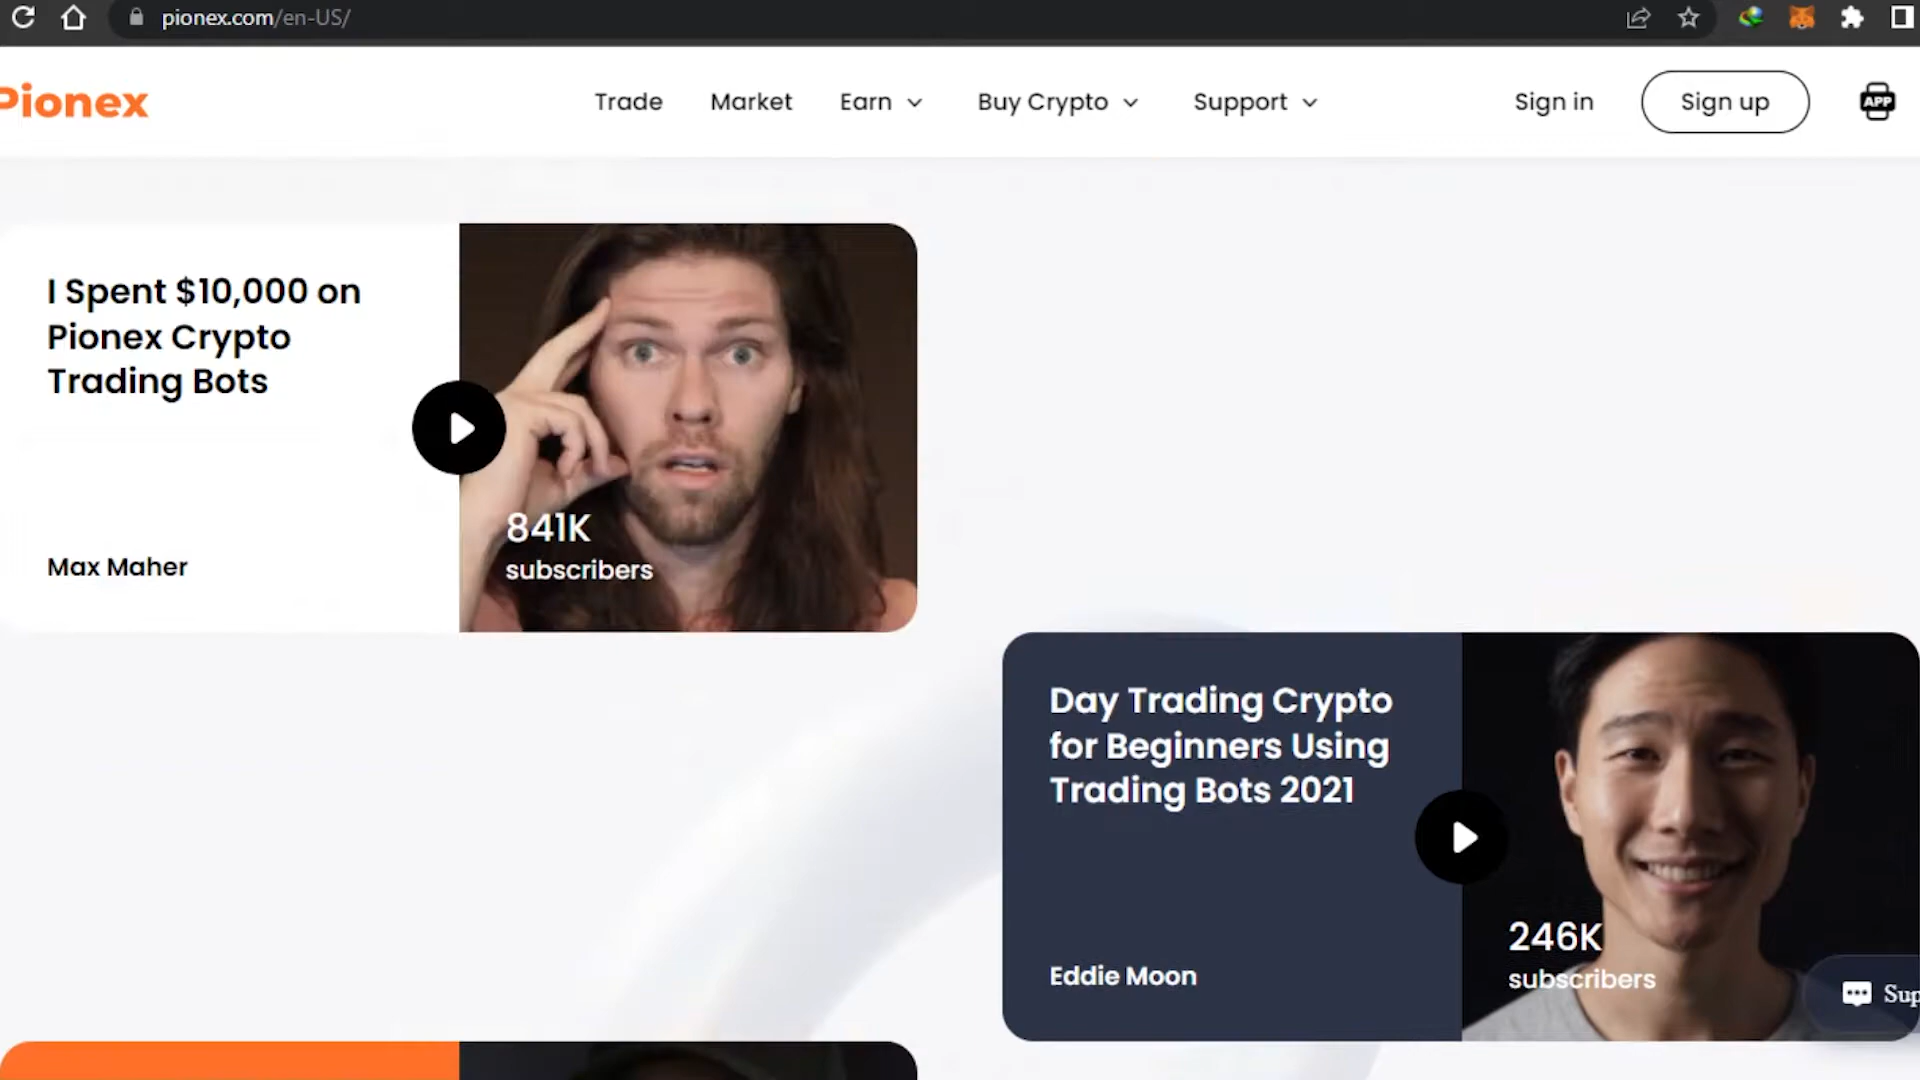 pionex.com/en-US/
Pionex
Trade
Market
Earn
Buy Crypto
Support
Sign in
Sign up
APP
I Spent $10,000 on
Pionex Crypto
Trading Bots
Max Maher
841K
subscribers
Day Trading Crypto
for Beginners Using
Trading Bots 2021
Eddie Moon
246K
subscribers
Sup